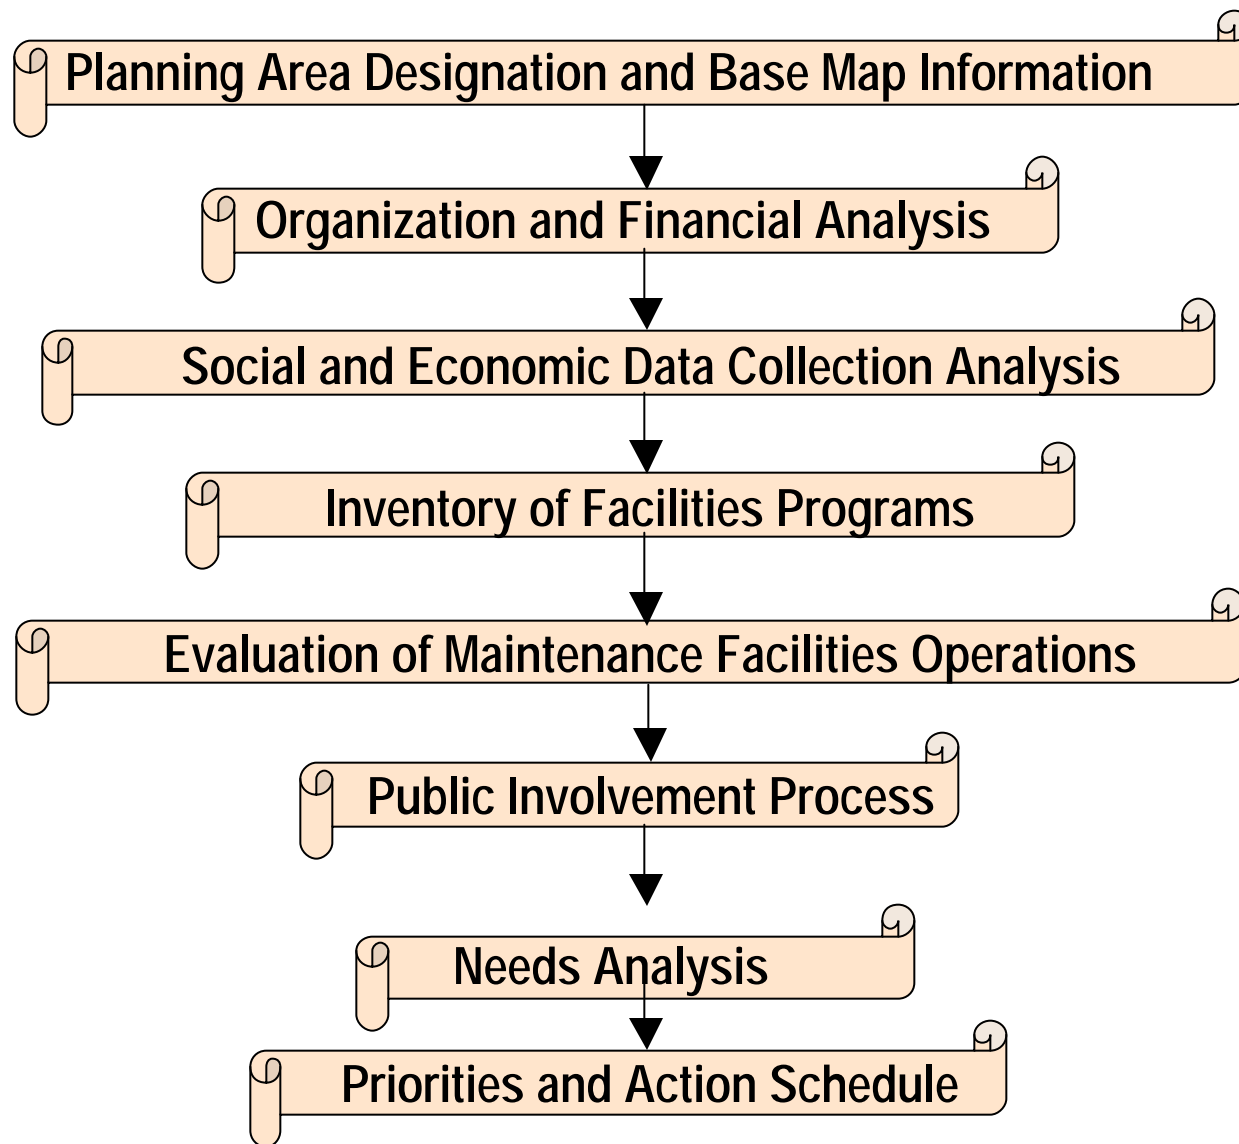 Planning Area Designation and Base Map Information
Organization and Financial Analysis
Social and Economic Data Collection Analysis
Inventory of Facilities Programs
Evaluation of Maintenance Facilities Operations
Public Involvement Process
Needs Analysis
Priorities and Action Schedule